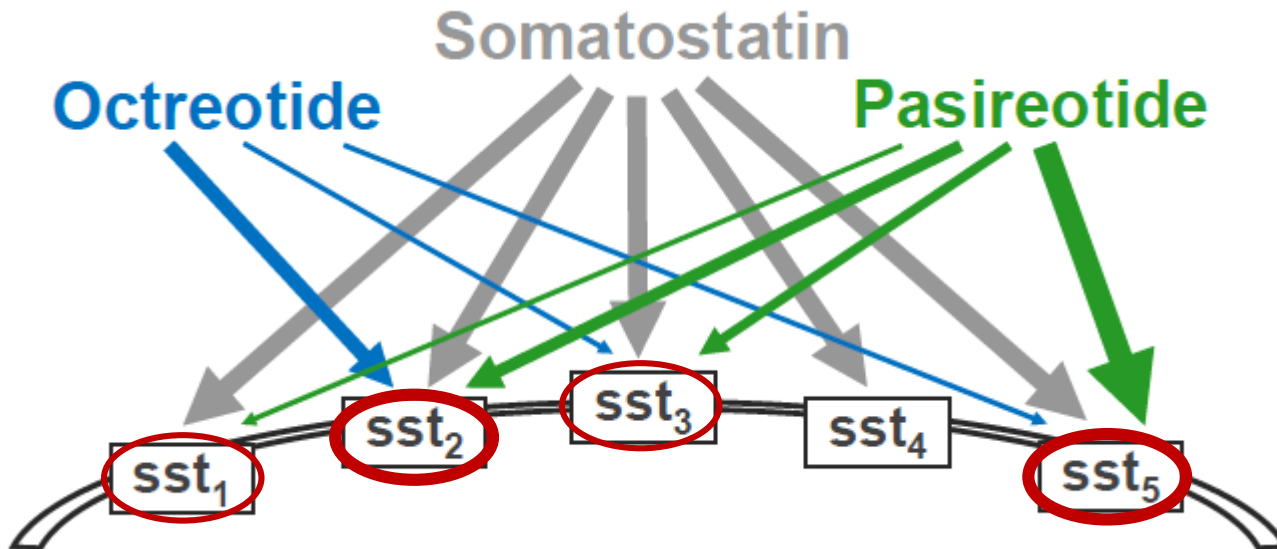 Somatostatin
Octreotide
Pasireotide
sst₁
sst₂
sst₃
sst₄
sst₅